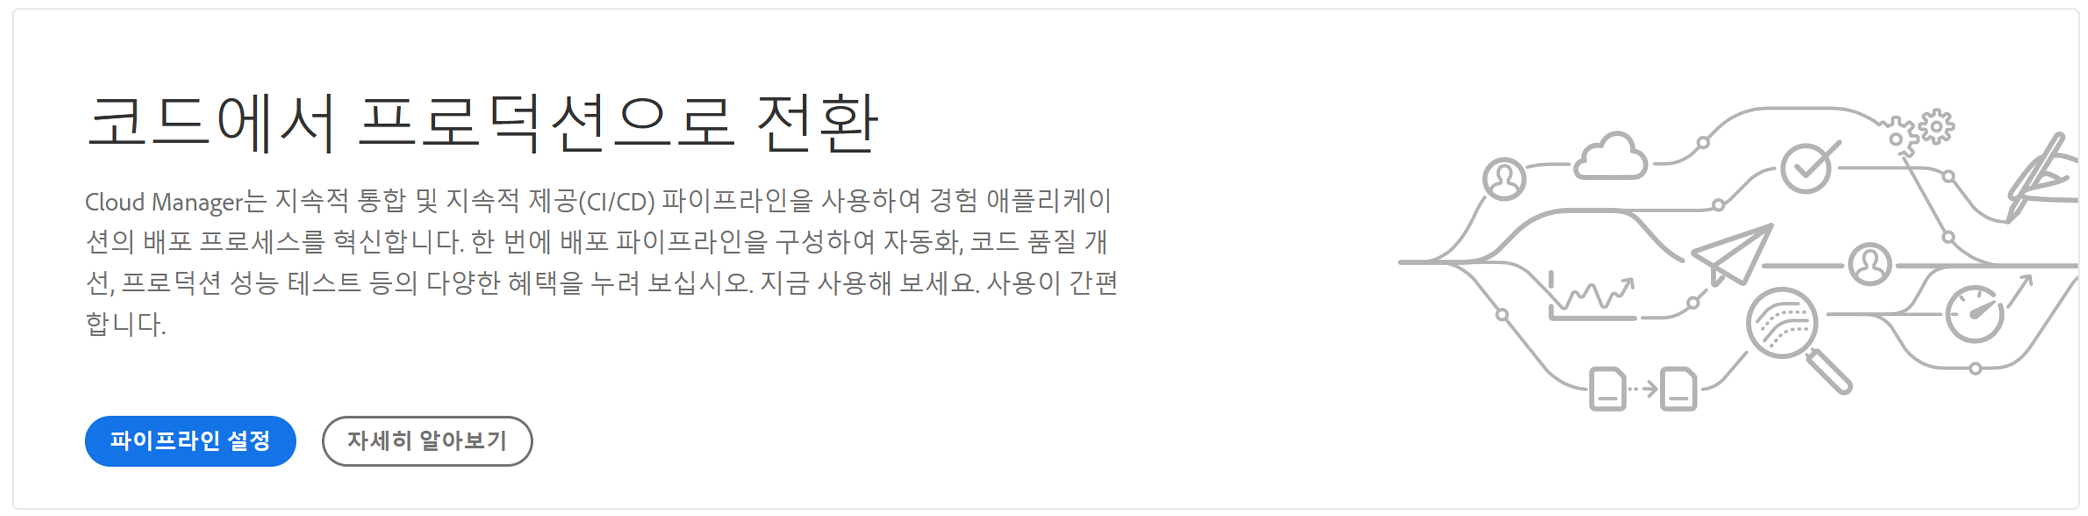 코드에서 프로덕션으로 전환
Cloud Manager는 지속적 통합 및 지속적 제공(CI/CD) 파이프라인을 사용하여 경험 애플리케이
션의 배포 프로세스를 혁신합니다. 한 번에 배포 파이프라인을 구성하여 자동화, 코드 품질 개
선, 프로덕션 성능 테스트 등의 다양한 혜택을 누려 보십시오. 지금 사용해 보세요. 사용이 간편
합니다.
파이프라인 설정
자세히 알아보기